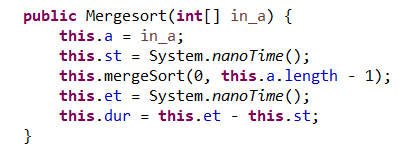 public Mergesort(int[] in_a) {
this.a = in_a;
this.st = System.nanoTime();
this.mergeSort(0, this.a.length - 1);
this.et = System.nanoTime();
this.dur = this.et - this.st;
}